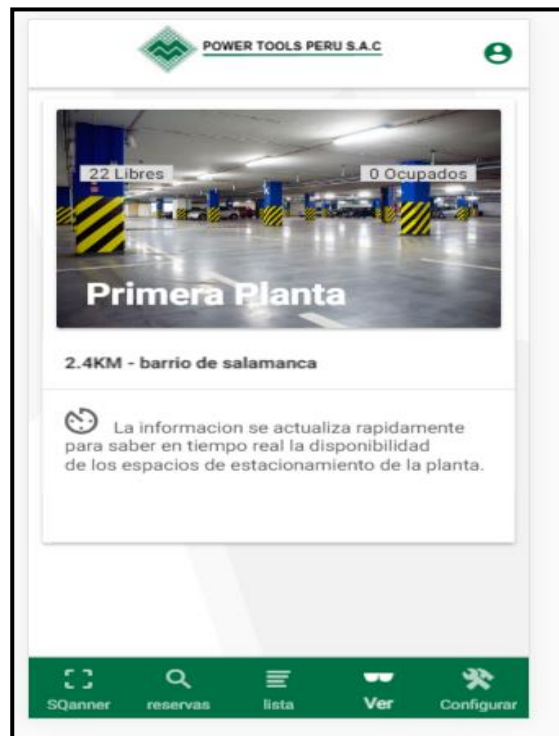 POWER TOOLS PERU S.A.C
22 Libres
0 Ocupados
Primera Planta
2.4KM - barrio de salamanca
La informacion se actualiza rapidamente
para saber en tiempo real la disponibilidad
de los espacios de estacionamiento de la planta.
SQanner reservas lista Ver Configurar